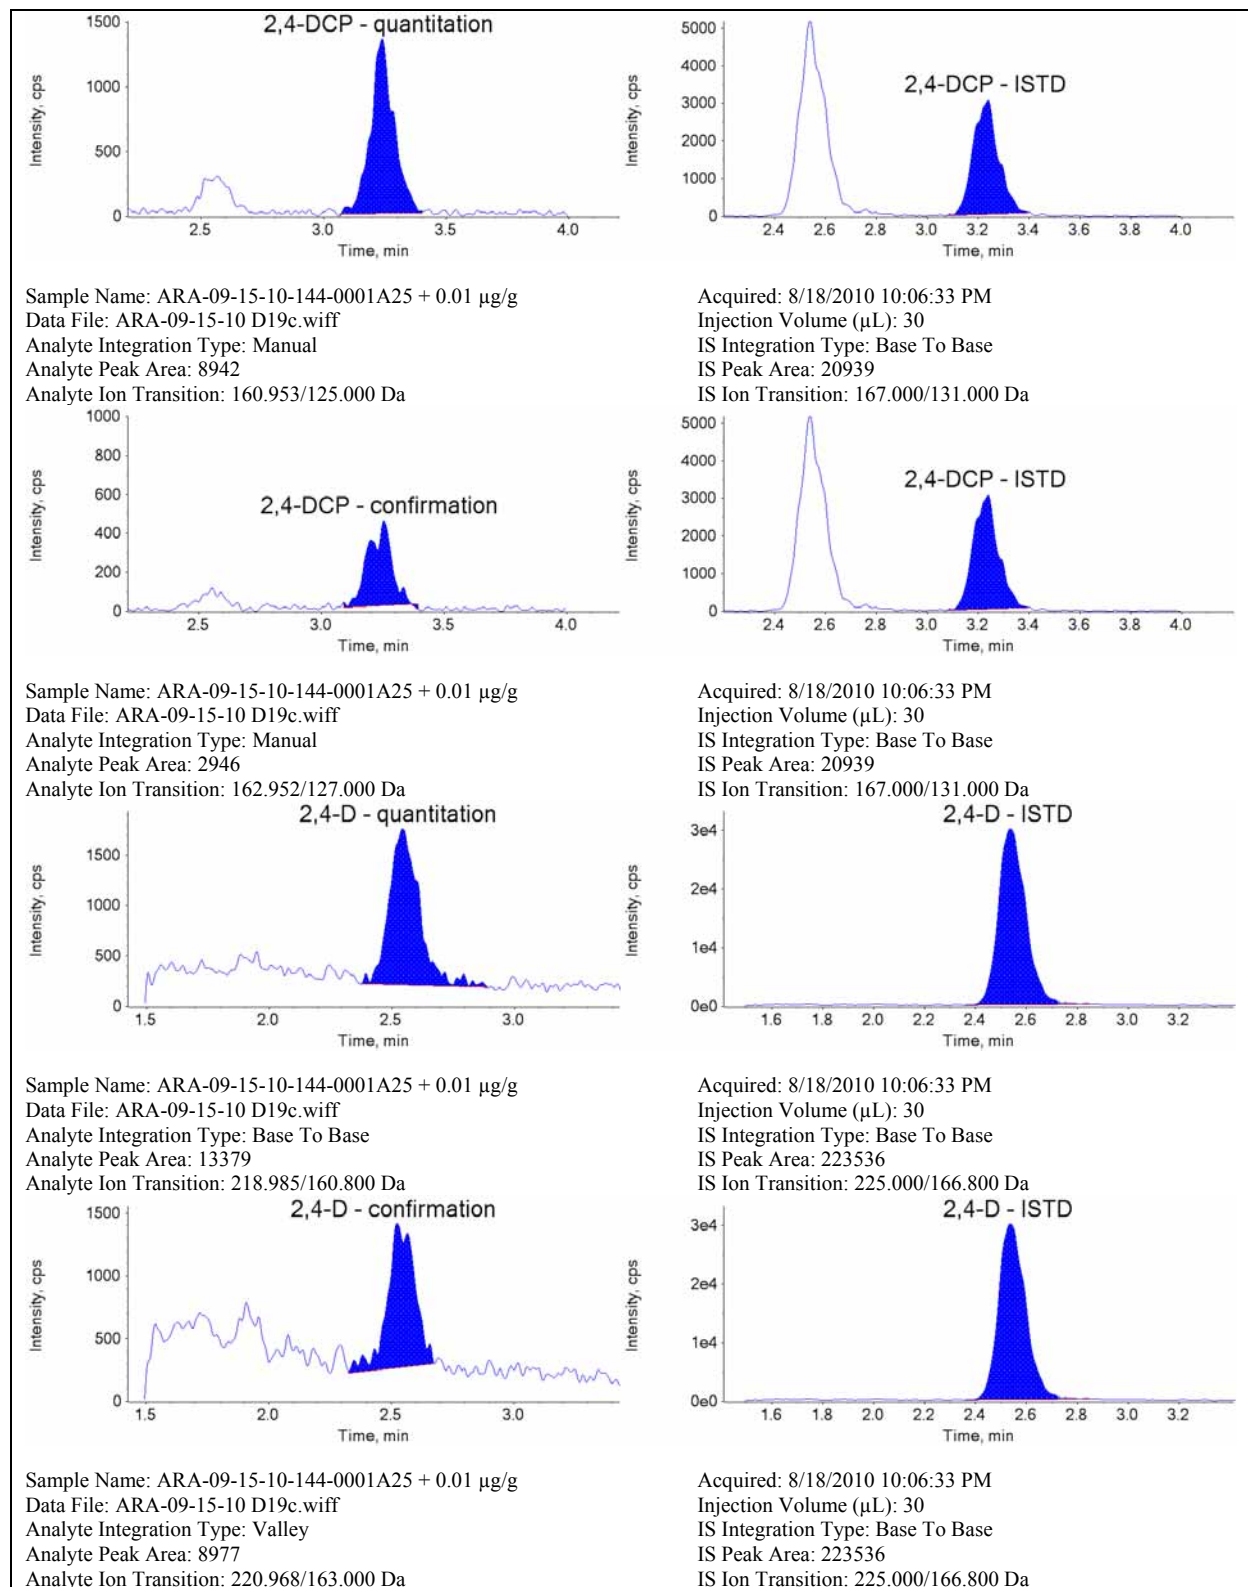 2,4-DCP - quantitation
Intensity, cps
1500
1000
500
0
2.5 3.0 3.5 4.0
Time, min
2,4-DCP - ISTD
Intensity, cps
5000
4000
3000
2000
1000
0
2.4 2.6 2.8 3.0 3.2 3.4 3.6 3.8 4.0
Time, min
Sample Name: ARA-09-15-10-144-0001A25 + 0.01 µg/g
Data File: ARA-09-15-10 D19c.wiff
Analyte Integration Type: Manual
Analyte Peak Area: 8942
Analyte Ion Transition: 160.953/125.000 Da
Acquired: 8/18/2010 10:06:33 PM
Injection Volume (µL): 30
IS Integration Type: Base To Base
IS Peak Area: 20939
IS Ion Transition: 167.000/131.000 Da
2,4-DCP - confirmation
Intensity, cps
1000
800
600
400
200
0
2.5 3.0 3.5 4.0
Time, min
2,4-DCP - ISTD
Intensity, cps
5000
4000
3000
2000
1000
0
2.4 2.6 2.8 3.0 3.2 3.4 3.6 3.8 4.0
Time, min
Sample Name: ARA-09-15-10-144-0001A25 + 0.01 µg/g
Data File: ARA-09-15-10 D19c.wiff
Analyte Integration Type: Manual
Analyte Peak Area: 2946
Analyte Ion Transition: 162.952/127.000 Da
Acquired: 8/18/2010 10:06:33 PM
Injection Volume (µL): 30
IS Integration Type: Base To Base
IS Peak Area: 20939
IS Ion Transition: 167.000/131.000 Da
2,4-D - quantitation
Intensity, cps
1500
1000
500
0
1.5 2.0 2.5 3.0
Time, min
2,4-D - ISTD
Intensity, cps
3e4
2e4
1e4
0e0
1.6 1.8 2.0 2.2 2.4 2.6 2.8 3.0 3.2
Time, min
Sample Name: ARA-09-15-10-144-0001A25 + 0.01 µg/g
Data File: ARA-09-15-10 D19c.wiff
Analyte Integration Type: Base To Base
Analyte Peak Area: 13379
Analyte Ion Transition: 218.985/160.800 Da
Acquired: 8/18/2010 10:06:33 PM
Injection Volume (µL): 30
IS Integration Type: Base To Base
IS Peak Area: 223536
IS Ion Transition: 225.000/166.800 Da
2,4-D - confirmation
Intensity, cps
1500
1000
500
0
1.5 2.0 2.5 3.0
Time, min
2,4-D - ISTD
Intensity, cps
3e4
2e4
1e4
0e0
1.6 1.8 2.0 2.2 2.4 2.6 2.8 3.0 3.2
Time, min
Sample Name: ARA-09-15-10-144-0001A25 + 0.01 µg/g
Data File: ARA-09-15-10 D19c.wiff
Analyte Integration Type: Valley
Analyte Peak Area: 8977
Analyte Ion Transition: 220.968/163.000 Da
Acquired: 8/18/2010 10:06:33 PM
Injection Volume (µL): 30
IS Integration Type: Base To Base
IS Peak Area: 223536
IS Ion Transition: 225.000/166.800 Da